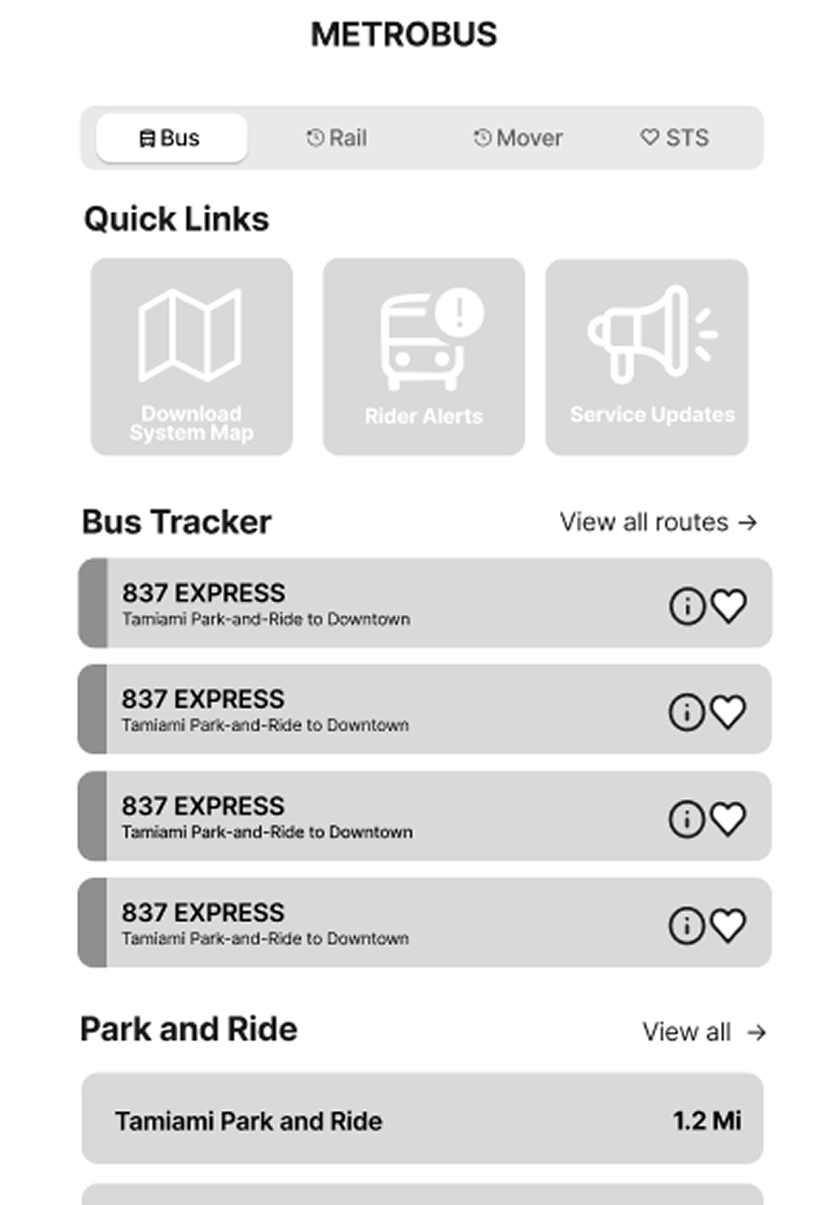 METROBUS
Bus Rail Mover STS
Quick Links
Download
System Map
Rider Alerts
Service Updates
Bus Tracker View all routes →
837 EXPRESS
Tamiami Park-and-Ride to Downtown
837 EXPRESS
Tamiami Park-and-Ride to Downtown
837 EXPRESS
Tamiami Park-and-Ride to Downtown
837 EXPRESS
Tamiami Park-and-Ride to Downtown
Park and Ride View all →
Tamiami Park and Ride 1.2 Mi